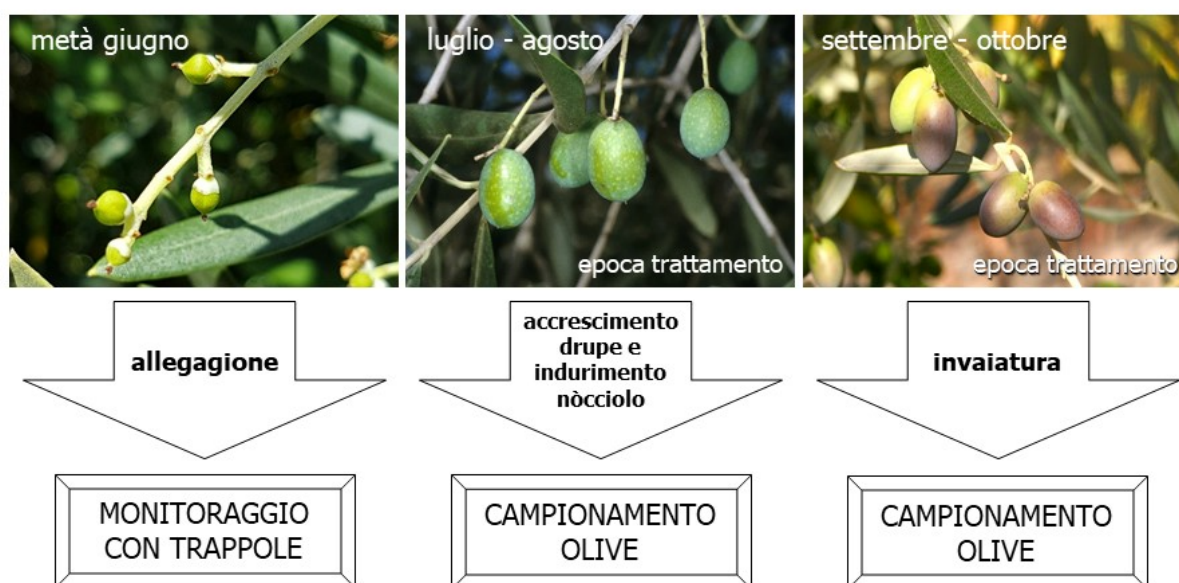 metà giugno
luglio - agosto
settembre - ottobre
epoca trattamento
epoca trattamento
allegagione
accrescimento
drupe e
indurimento
nòcciolo
invaiatura
MONITORAGGIO
CON TRAPPOLE
CAMPIONAMENTO
OLIVE
CAMPIONAMENTO
OLIVE